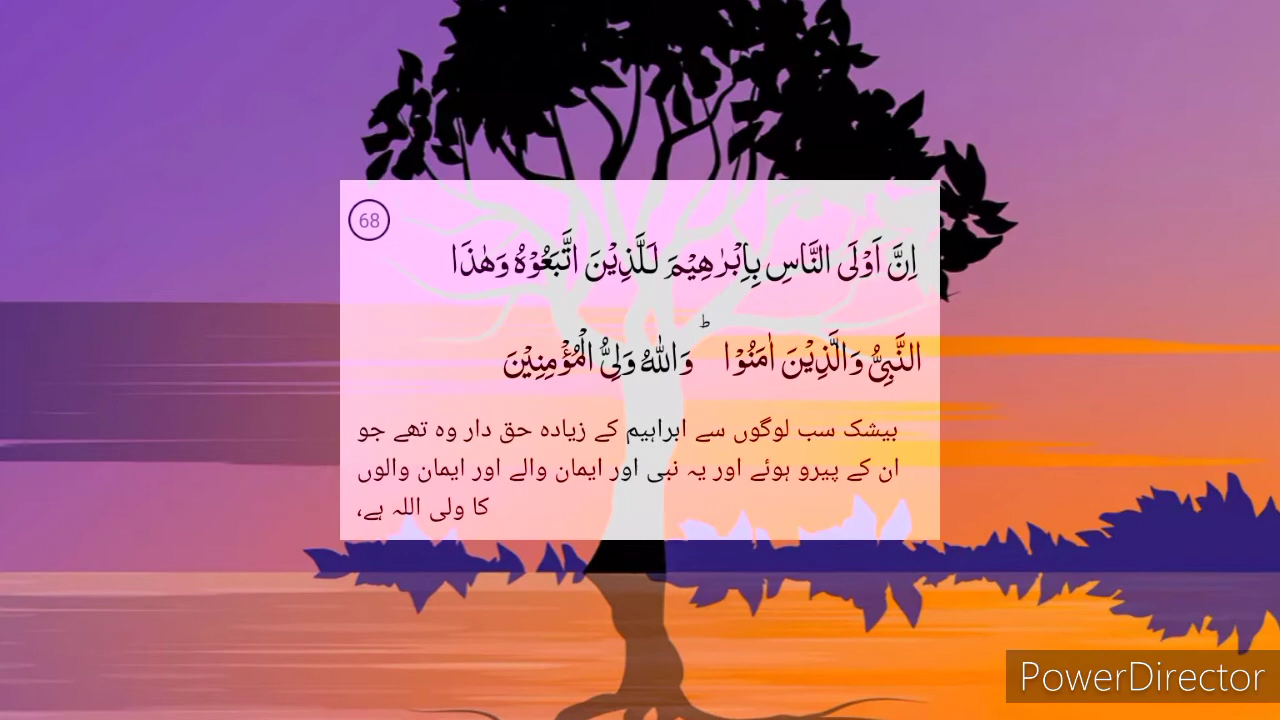 68
اِنَّ اَوْلَى النَّاسِ بِاِبْرٰهِيْمَ لَلَّذِيْنَ اتَّبَعُوْهُ وَهٰذَا
النَّبِىُّ وَالَّذِيْنَ اٰمَنُوْا ؕ وَاللّٰهُ وَلِىُّ الْمُؤْمِنِيْنَ
بیشک سب لوگوں سے ابراہیم کے زیادہ حق دار وہ تھے جو
ان کے پیرو ہوئے اور یہ نبی اور ایمان والے اور ایمان والوں
کا ولی اللہ ہے،
PowerDirector